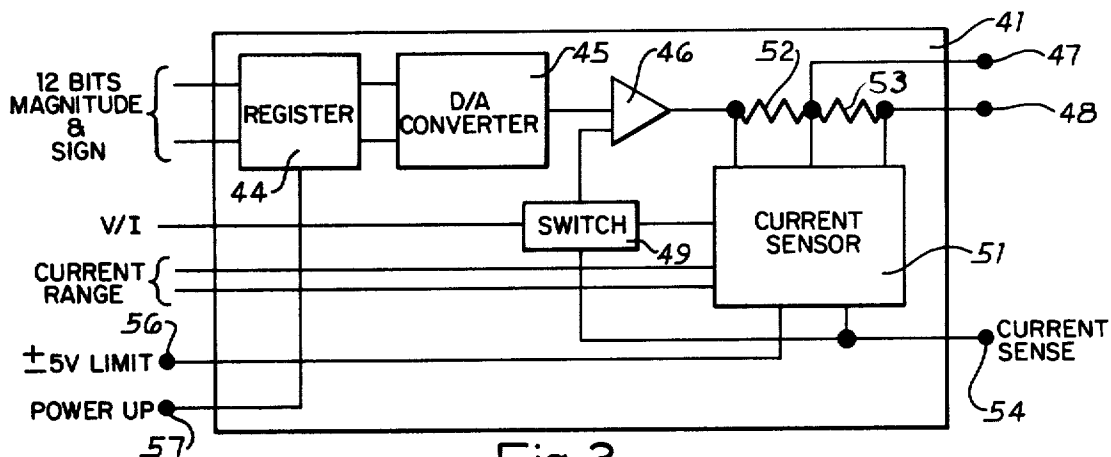 41
47
48
12 BITS
MAGNITUDE
&
SIGN
REGISTER
44
D/A
CONVERTER
45
46
52
53
V/I
SWITCH
49
CURRENT
SENSOR
51
CURRENT
RANGE
56
±5V LIMIT
CURRENT
SENSE
54
POWER UP
57